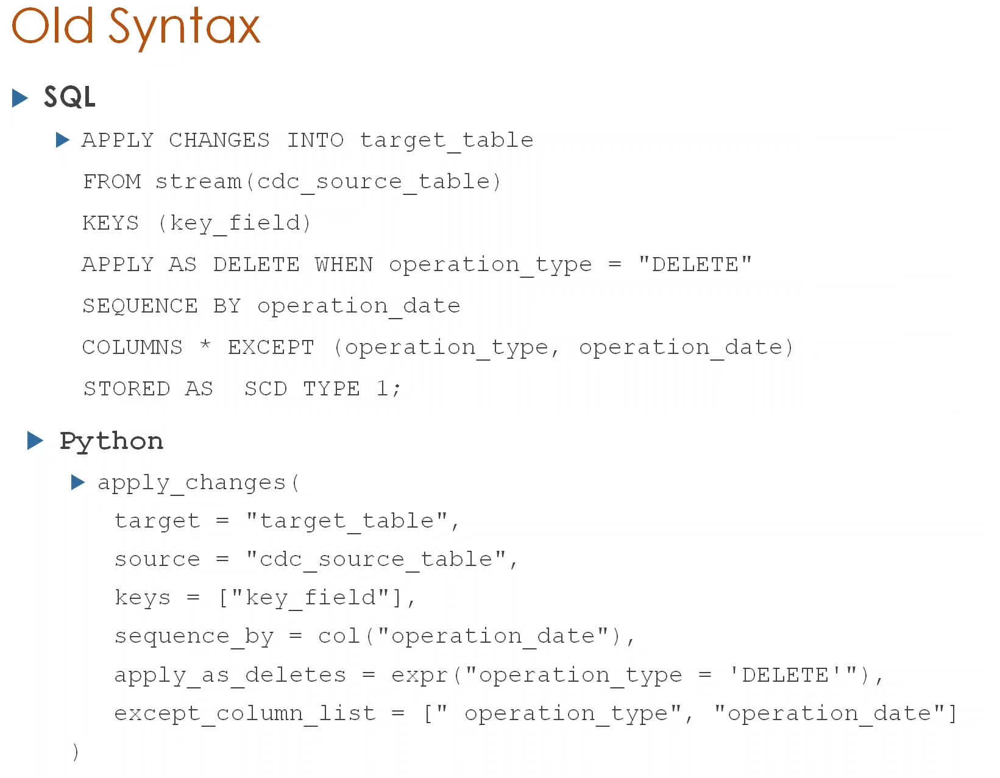 Old Syntax
SQL
APPLY CHANGES INTO target_table
FROM stream(cdc_source_table)
KEYS (key_field)
APPLY AS DELETE WHEN operation_type = "DELETE"
SEQUENCE BY operation_date
COLUMNS * EXCEPT (operation_type, operation_date)
STORED AS  SCD TYPE 1;
Python
apply_changes(
target = "target_table",
source = "cdc_source_table",
keys = ["key_field"],
sequence_by = col("operation_date"),
apply_as_deletes = expr("operation_type = 'DELETE'"),
except_column_list = [" operation_type", "operation_date"]
)